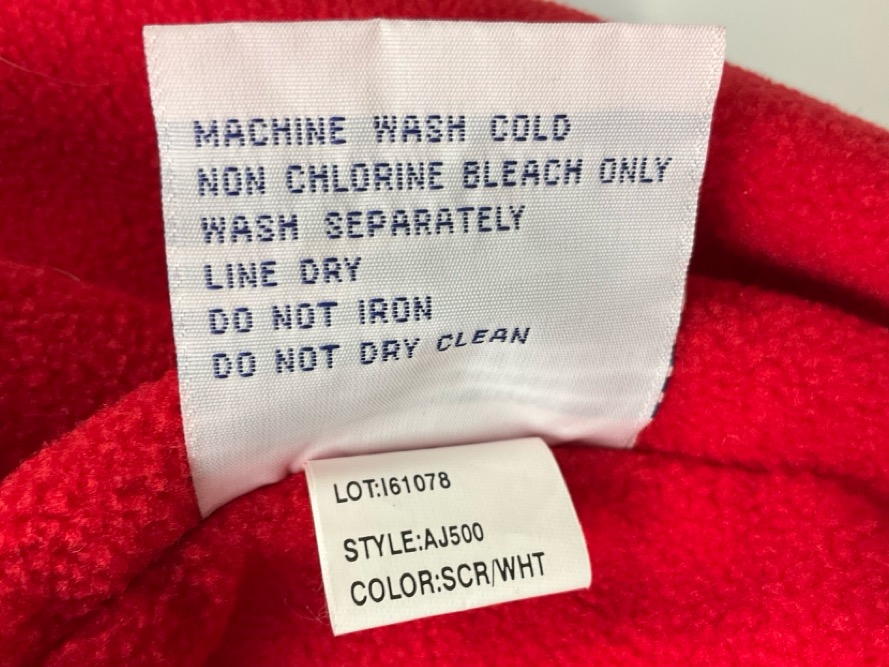 MACHINE WASH COLD
NON CHLORINE BLEACH ONLY
WASH SEPARATELY
LINE DRY
DO NOT IRON
DO NOT DRY CLEAN
LOT:I61078
STYLE:AJ500
COLOR:SCR/WHT